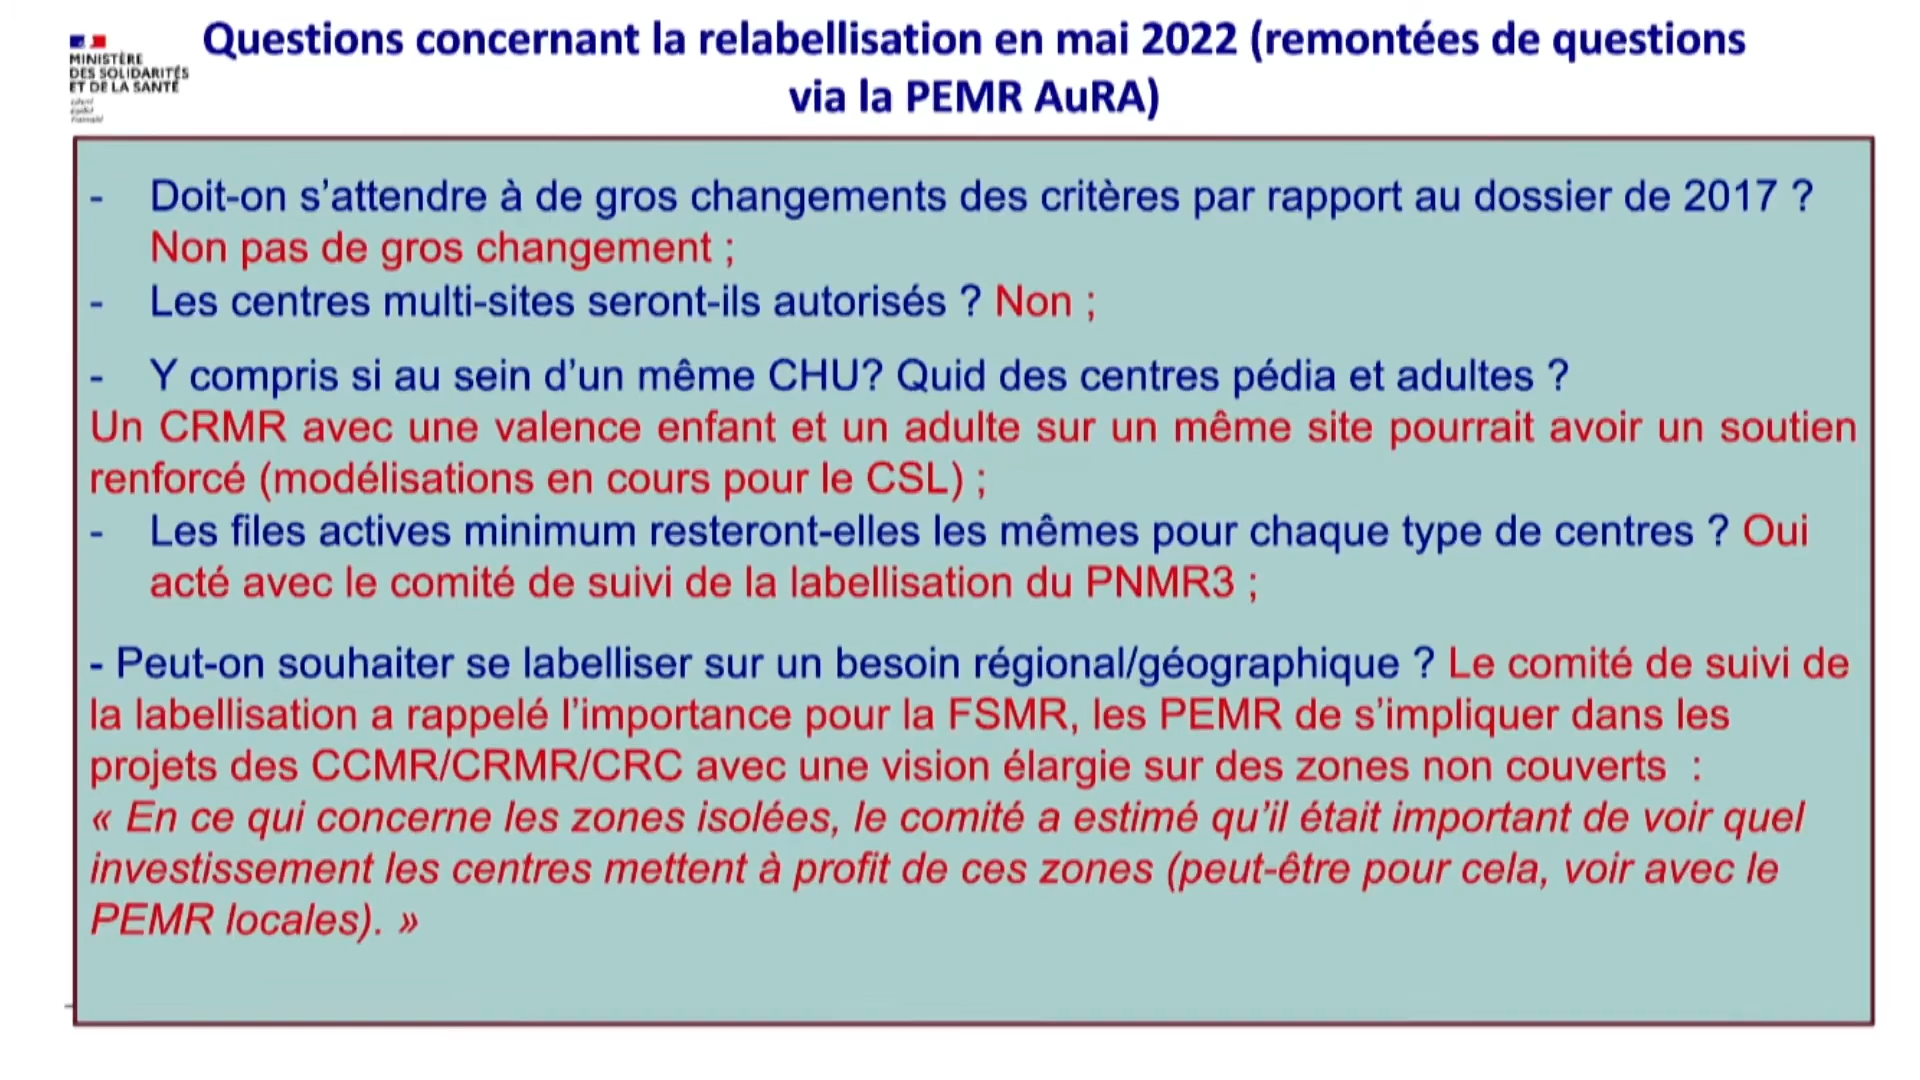 MINISTÈRE
DES SOLIDARITÉS
ET DE LA SANTÉ
Liberté
Égalité
Fraternité
Questions concernant la relabellisation en mai 2022 (remontées de questions
via la PEMR AuRA)
- Doit-on s’attendre à de gros changements des critères par rapport au dossier de 2017 ?
Non pas de gros changement ;
- Les centres multi-sites seront-ils autorisés ? Non ;
- Y compris si au sein d’un même CHU? Quid des centres pédia et adultes ?
Un CRMR avec une valence enfant et un adulte sur un même site pourrait avoir un soutien
renforcé (modélisations en cours pour le CSL) ;
- Les files actives minimum resteront-elles les mêmes pour chaque type de centres ? Oui
acté avec le comité de suivi de la labellisation du PNMR3 ;
- Peut-on souhaiter se labelliser sur un besoin régional/géographique ? Le comité de suivi de
la labellisation a rappelé l’importance pour la FSMR, les PEMR de s’impliquer dans les
projets des CCMR/CRMR/CRC avec une vision élargie sur des zones non couverts :
« En ce qui concerne les zones isolées, le comité a estimé qu’il était important de voir quel
investissement les centres mettent à profit de ces zones (peut-être pour cela, voir avec le
PEMR locales). »